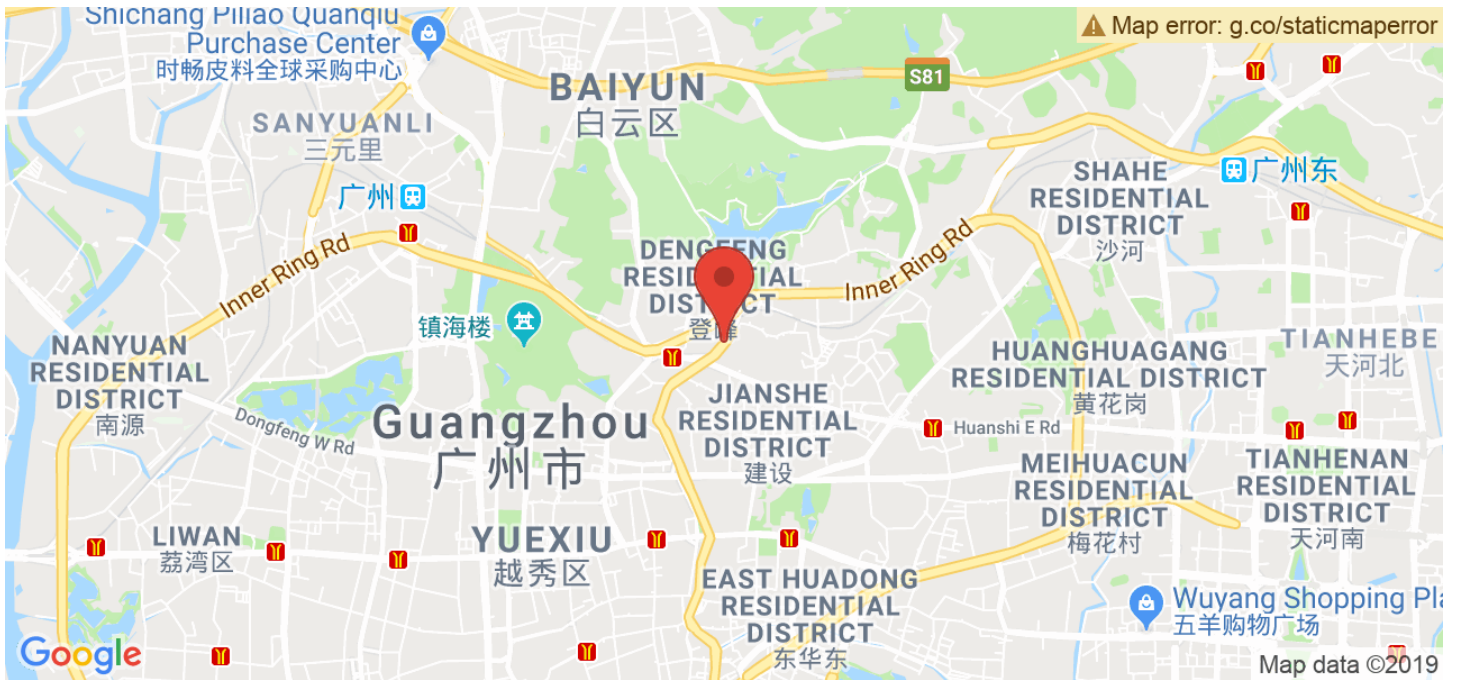 Shichang Piliao Quanqiu
Purchase Center
时畅皮料全球采购中心
Map error: g.co/staticmaperror
BAIYUN
白云区
S81
SANYUANLI
三元里
广州
广州东
SHAHE
RESIDENTIAL
DISTRICT
沙河
Inner Ring Rd
DENGFENG
RESIDENTIAL
DISTRICT
登峰
Inner Ring Rd
镇海楼
NANYUAN
RESIDENTIAL
DISTRICT
南源
HUANGHUAGANG
RESIDENTIAL DISTRICT
黄花岗
TIANHEBE
天河北
JIANSHE
RESIDENTIAL
DISTRICT
建设
Guangzhou
广州市
Dongfeng W Rd
Huanshi E Rd
MEIHUACUN
RESIDENTIAL
DISTRICT
梅花村
TIANHENAN
RESIDENTIAL
DISTRICT
天河南
LIWAN
荔湾区
YUEXIU
越秀区
EAST HUADONG
RESIDENTIAL
DISTRICT
东华东
Wuyang Shopping Pla
五羊购物广场
Google
Map data ©2019